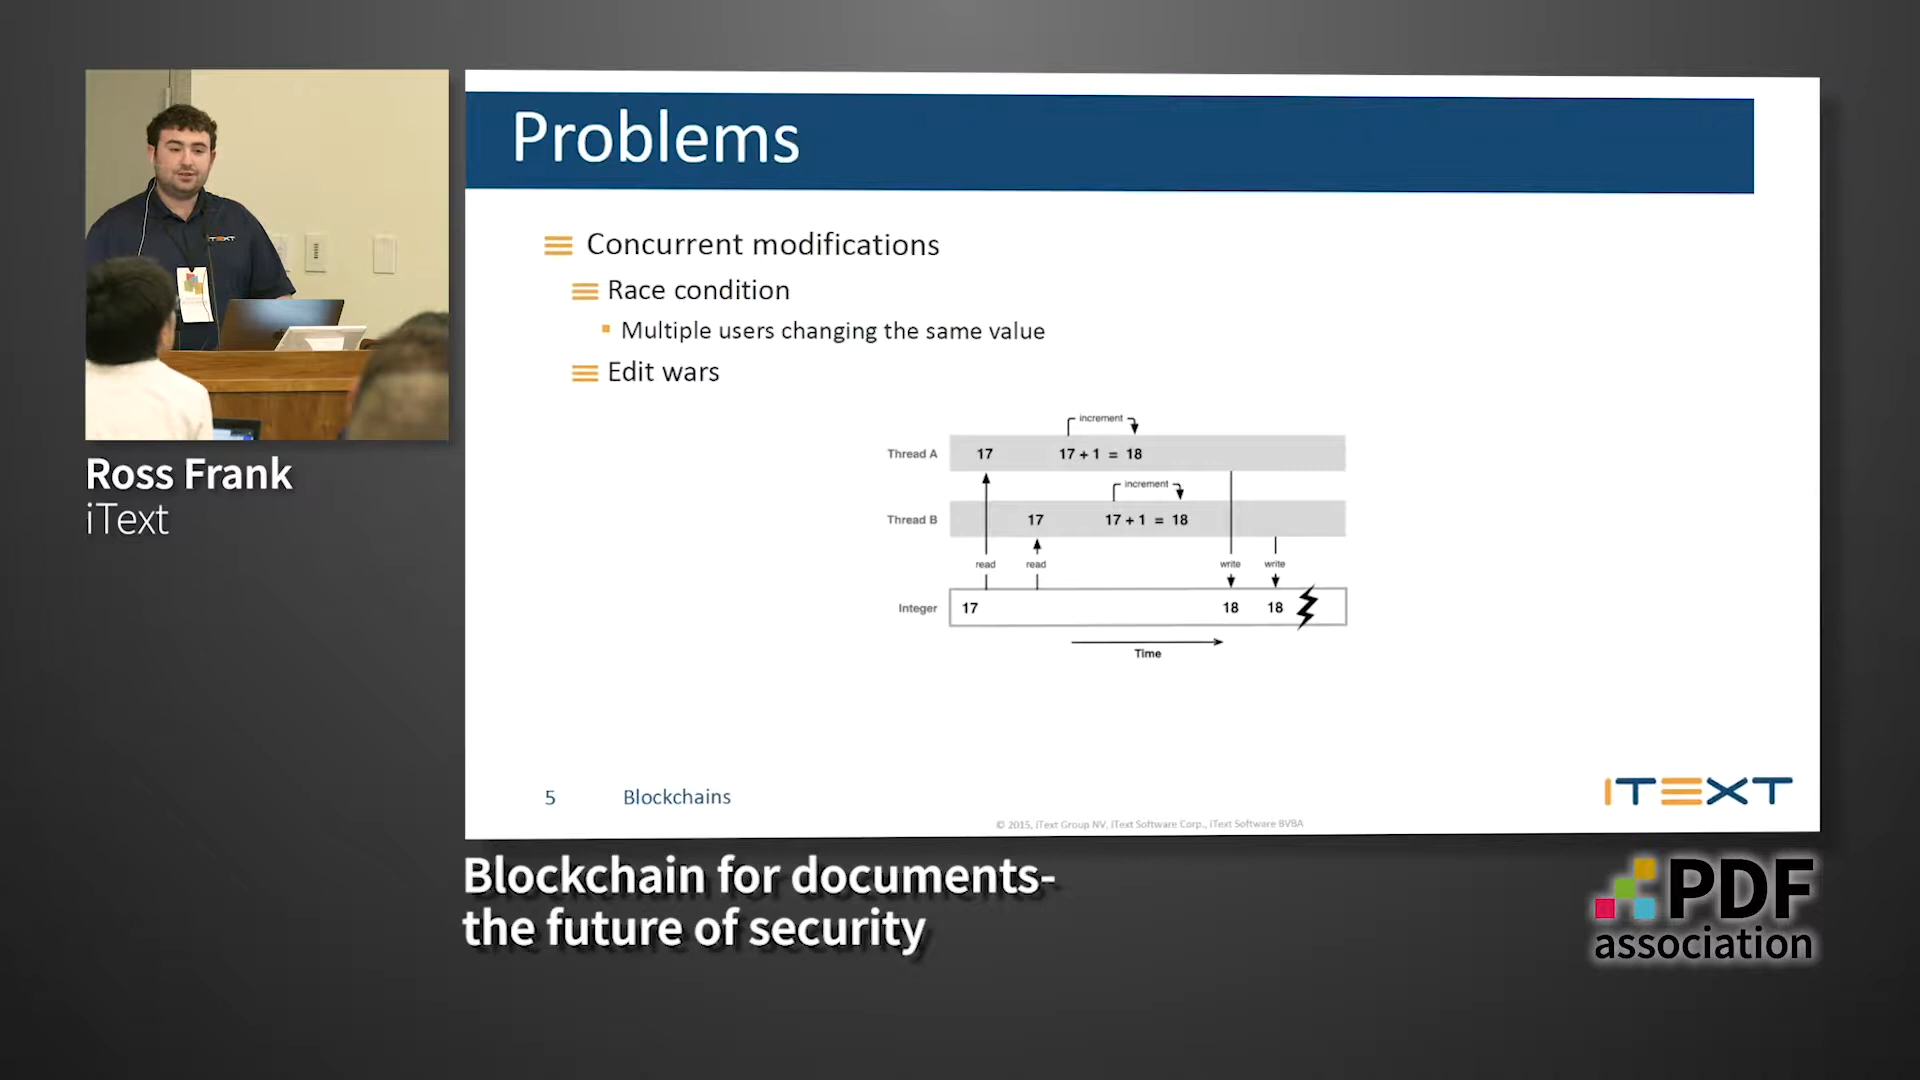 Problems
Concurrent modifications
Race condition
Multiple users changing the same value
Edit wars
increment
Thread A 17 17 + 1 = 18
increment
Thread B 17 17 + 1 = 18
read read write write
Integer 17 18 18
Time
5 Blockchains
iTEXT
© 2015, iText Group NV, iText Software Corp., iText Software BVBA
iTEXT
Ross Frank
iText
Blockchain for documents-
the future of security
PDF
association